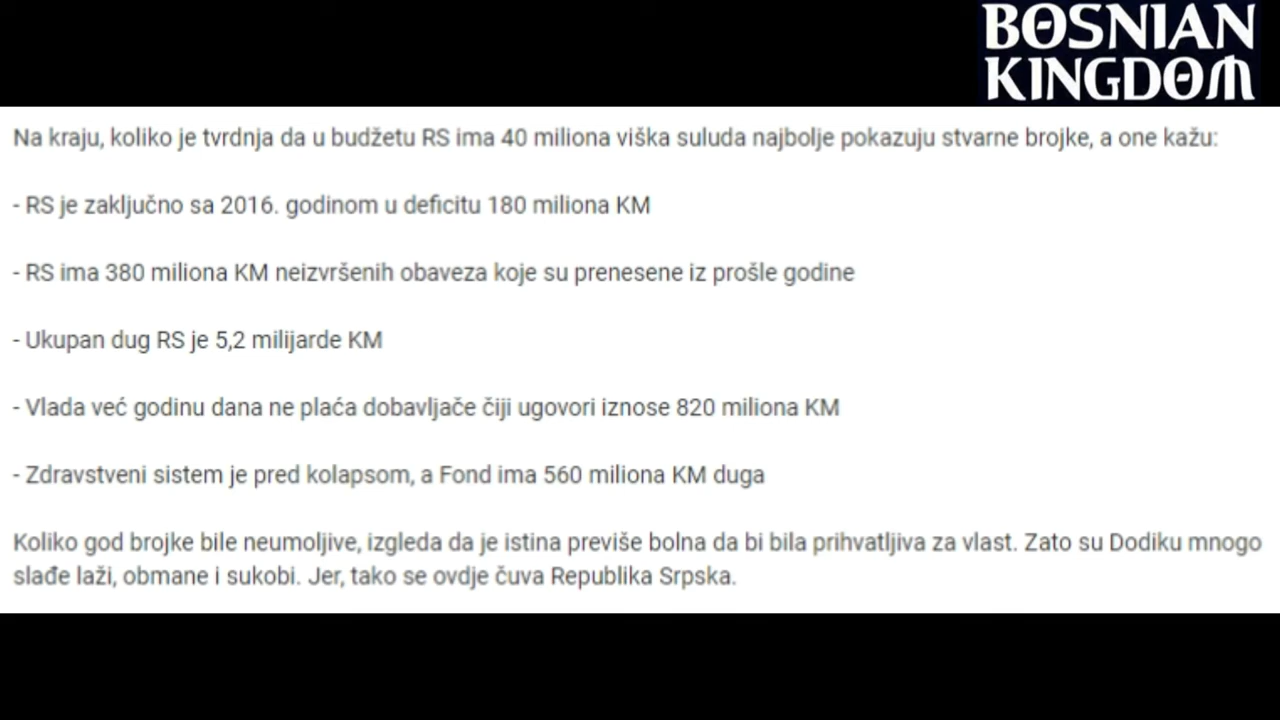 BOSNIAN
KINGDOM
Na kraju, koliko je tvrdnja da u budžetu RS ima 40 miliona viška suluda najbolje pokazuju stvarne brojke, a one kažu:
- RS je zaključno sa 2016. godinom u deficitu 180 miliona KM
- RS ima 380 miliona KM neizvršenih obaveza koje su prenesene iz prošle godine
- Ukupan dug RS je 5,2 milijarde KM
- Vlada već godinu dana ne plaća dobavljače čiji ugovori iznose 820 miliona KM
- Zdravstveni sistem je pred kolapsom, a Fond ima 560 miliona KM duga
Koliko god brojke bile neumoljive, izgleda da je istina previše bolna da bi bila prihvatljiva za vlast. Zato su Dodiku mnogo
slađe laži, obmane i sukobi. Jer, tako se ovdje čuva Republika Srpska.